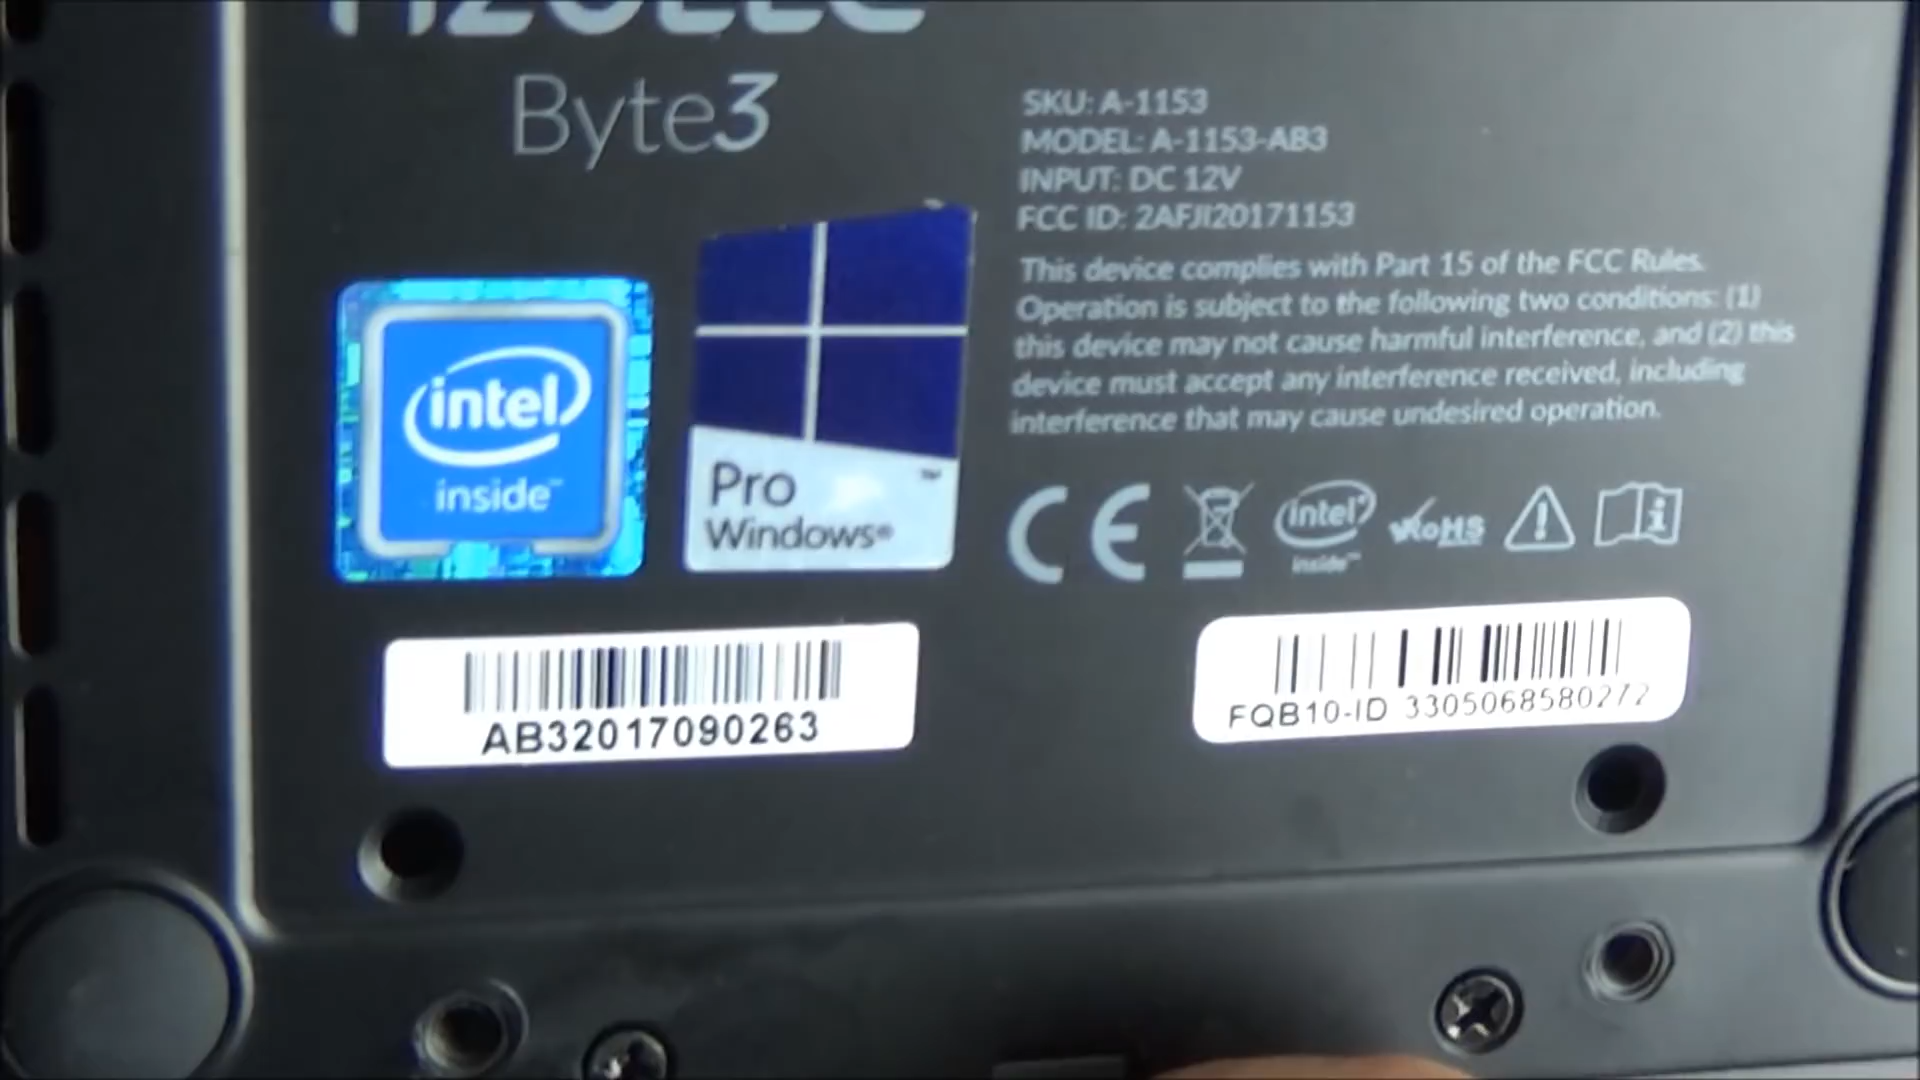 Byte3
SKU: A-1153
MODEL: A-1153-AB3
INPUT: DC 12V
FCC ID: 2AFJI20171153
This device complies with Part 15 of the FCC Rules.
Operation is subject to the following two conditions: (1)
this device may not cause harmful interference, and (2) this
device must accept any interference received, including
interference that may cause undesired operation.
intel
inside™
Pro ™
Windows®
CE
intel®
inside™
RoHS
AB32017090263
FQB10-ID 3305068580272